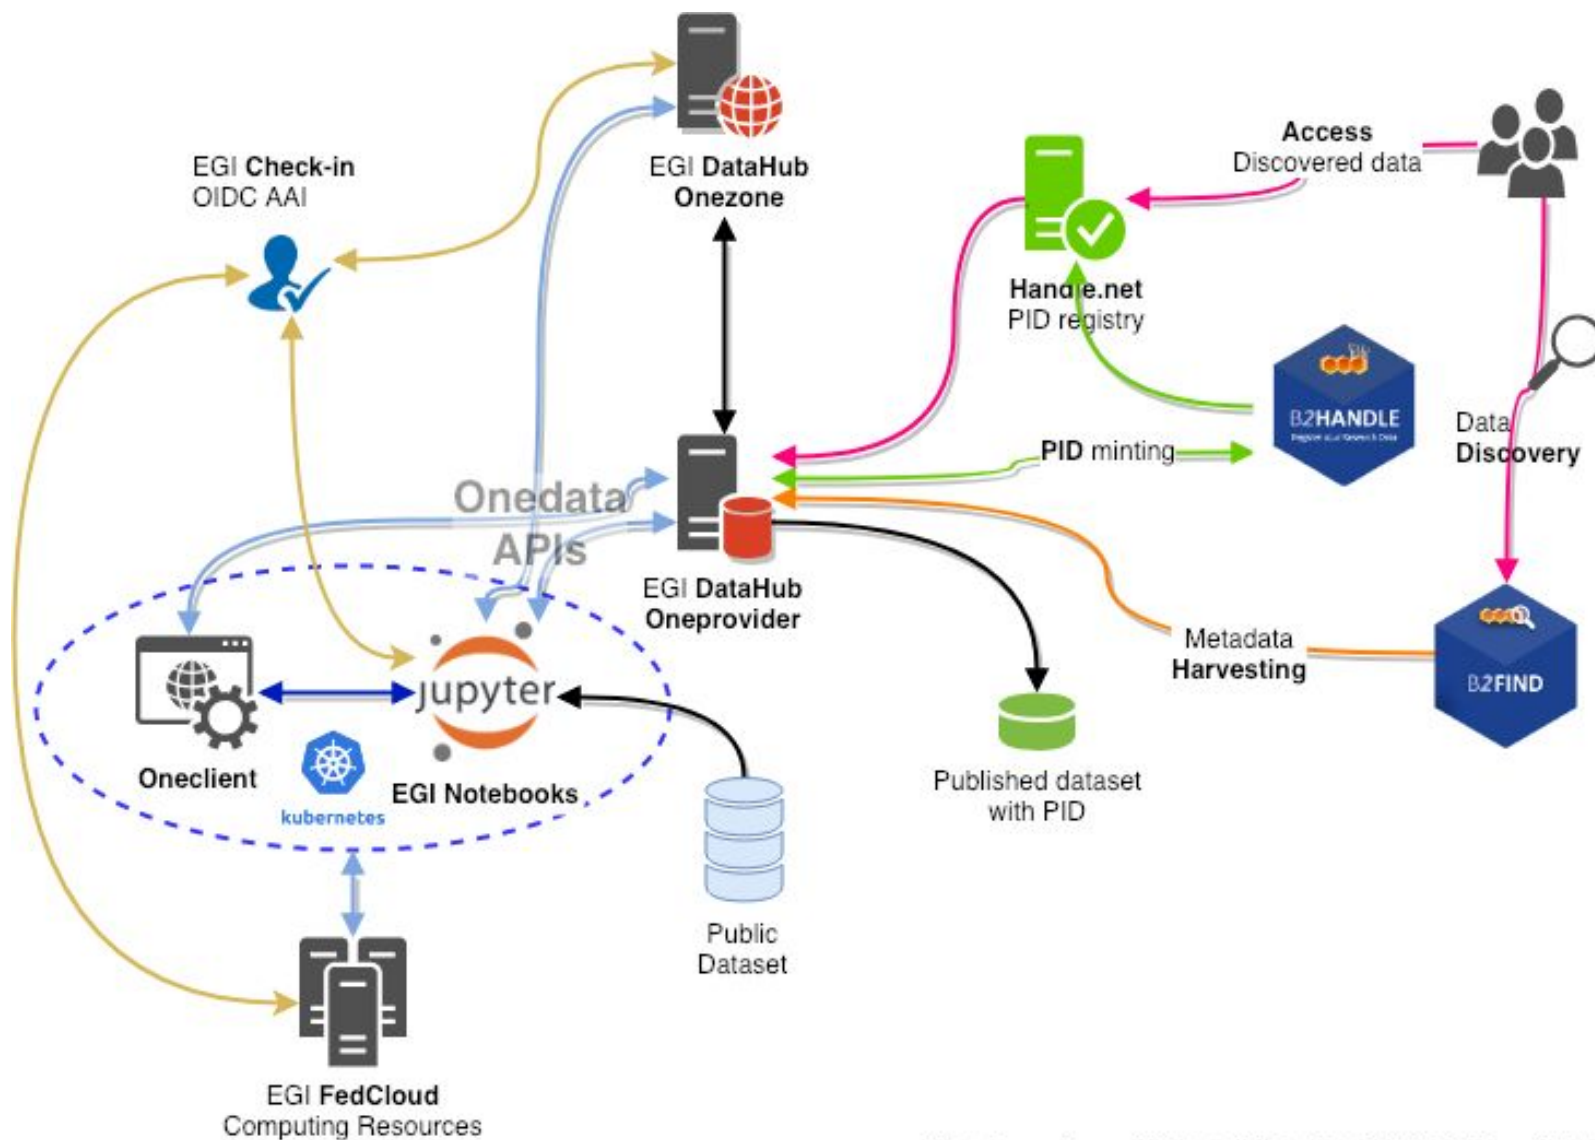 EGI DataHub
Onezone
EGI Check-in
OIDC AAI
Access
Discovered data
Handle.net
PID registry
B2HANDLE
Data
Discovery
PID minting
Onedata
APIs
EGI DataHub
Oneprovider
Metadata
Harvesting
B2FIND
jupyter
Oneclient
kubernetes
EGI Notebooks
Published dataset
with PID
Public
Dataset
EGI FedCloud
Computing Resources